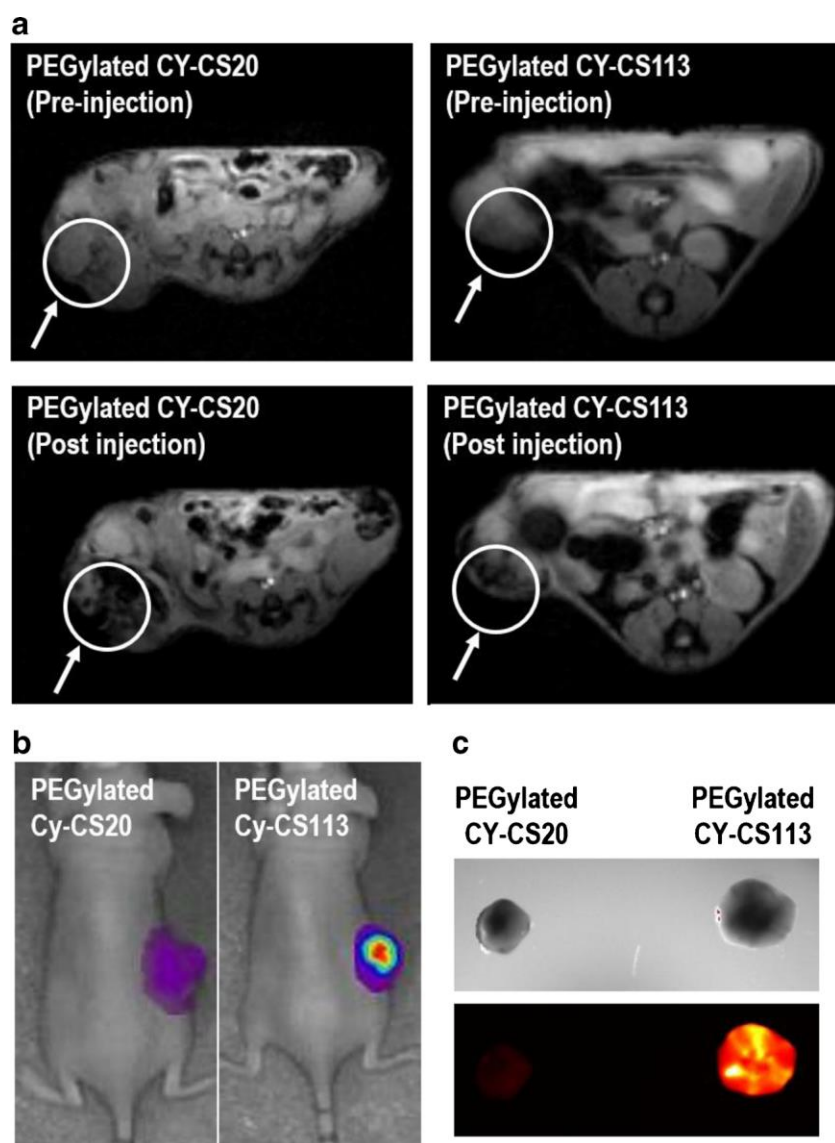 a
PEGylated CY-CS20
(Pre-injection)
PEGylated CY-CS113
(Pre-injection)
PEGylated CY-CS20
(Post injection)
PEGylated CY-CS113
(Post injection)
b
PEGylated
Cy-CS20
PEGylated
Cy-CS113
c
PEGylated
CY-CS20
PEGylated
CY-CS113